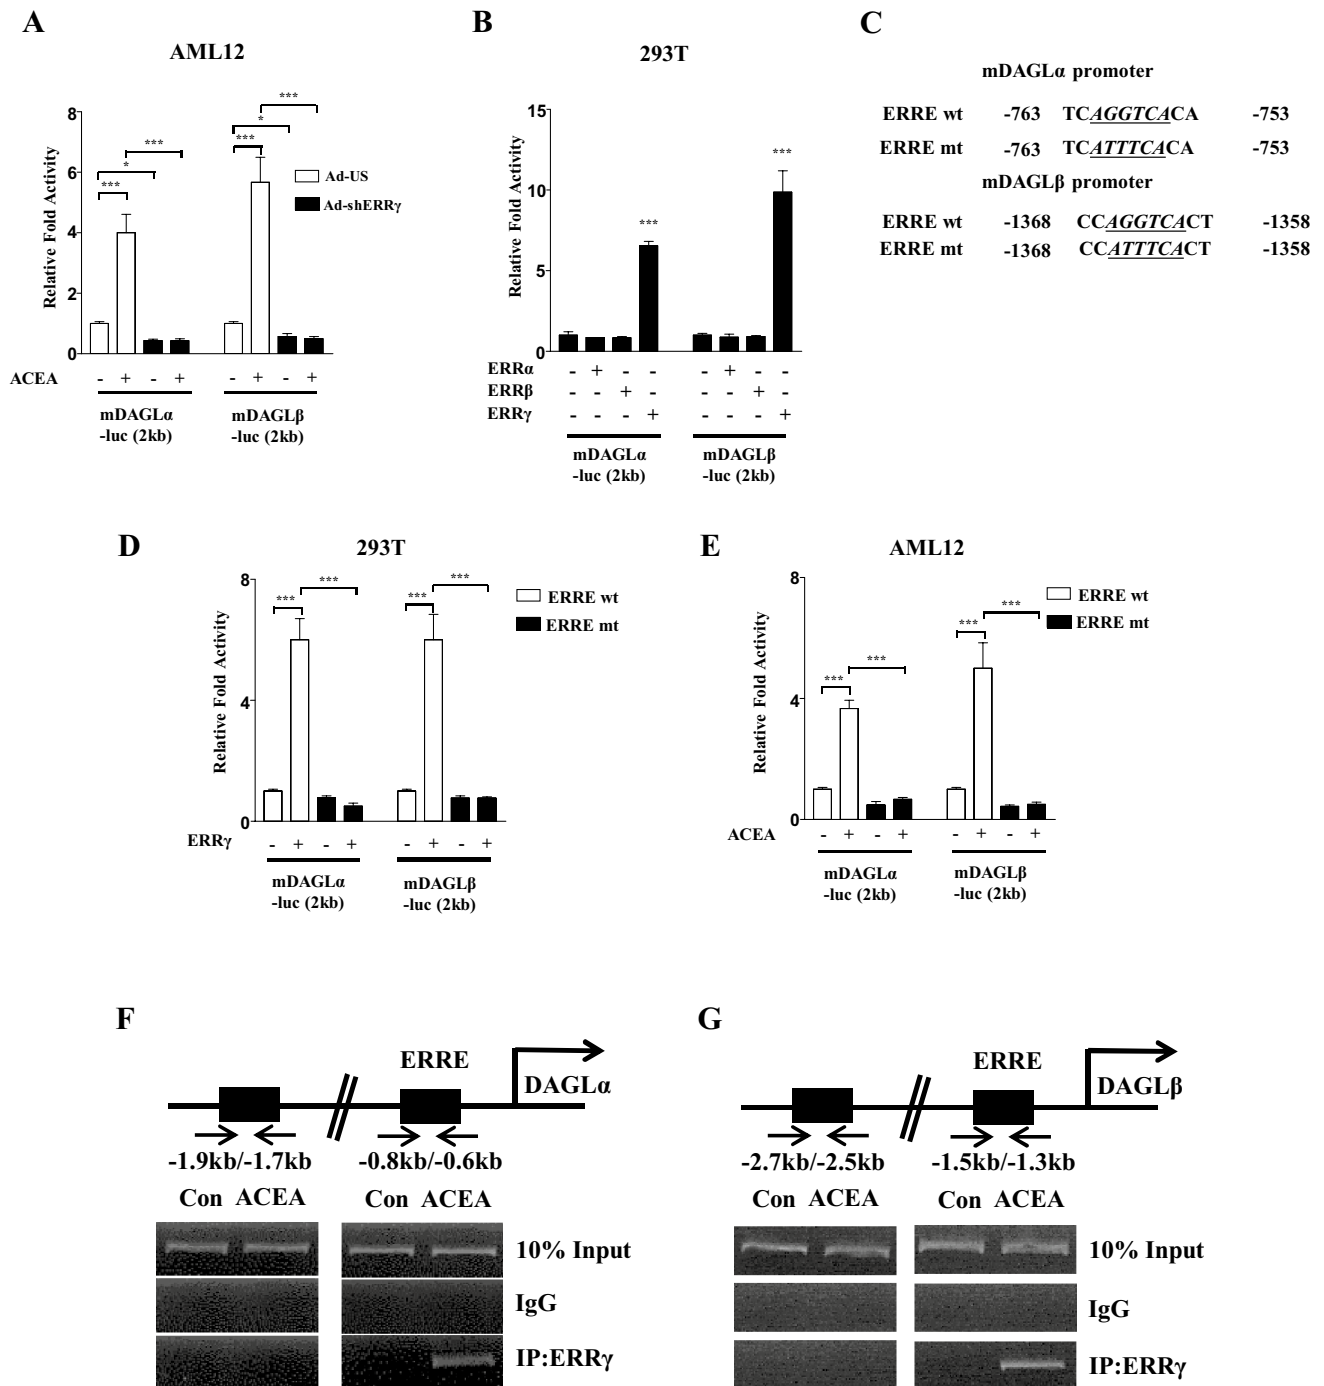 A
AML12
Relative Fold Activity
8
6
4
2
0
***
*
***
***
*
***
Ad-US
Ad-shERRγ
ACEA - + - + - + - +
mDAGLα
-luc (2kb)
mDAGLβ
-luc (2kb)
B
293T
Relative Fold Activity
15
10
5
0
***
***
ERRα - + - - - + - -
ERRβ - - + - - - + -
ERRγ - - - + - - - +
mDAGLα
-luc (2kb)
mDAGLβ
-luc (2kb)
C
mDAGLα promoter
ERRE wt -763 TCAGGTCACA -753
ERRE mt -763 TCATTTCACA -753
mDAGLβ promoter
ERRE wt -1368 CCAGGTCACT -1358
ERRE mt -1368 CCATTTCACT -1358
D
293T
Relative Fold Activity
8
4
0
***
***
***
***
ERRE wt
ERRE mt
ERRγ - + - + - + - +
mDAGLα
-luc (2kb)
mDAGLβ
-luc (2kb)
E
AML12
Relative Fold Activity
8
4
0
***
***
***
***
ERRE wt
ERRE mt
ACEA - + - + - + - +
mDAGLα
-luc (2kb)
mDAGLβ
-luc (2kb)
F
ERRE
DAGLα
-1.9kb/-1.7kb -0.8kb/-0.6kb
Con ACEA Con ACEA
10% Input
IgG
IP:ERRγ
G
ERRE
DAGLβ
-2.7kb/-2.5kb -1.5kb/-1.3kb
Con ACEA Con ACEA
10% Input
IgG
IP:ERRγ